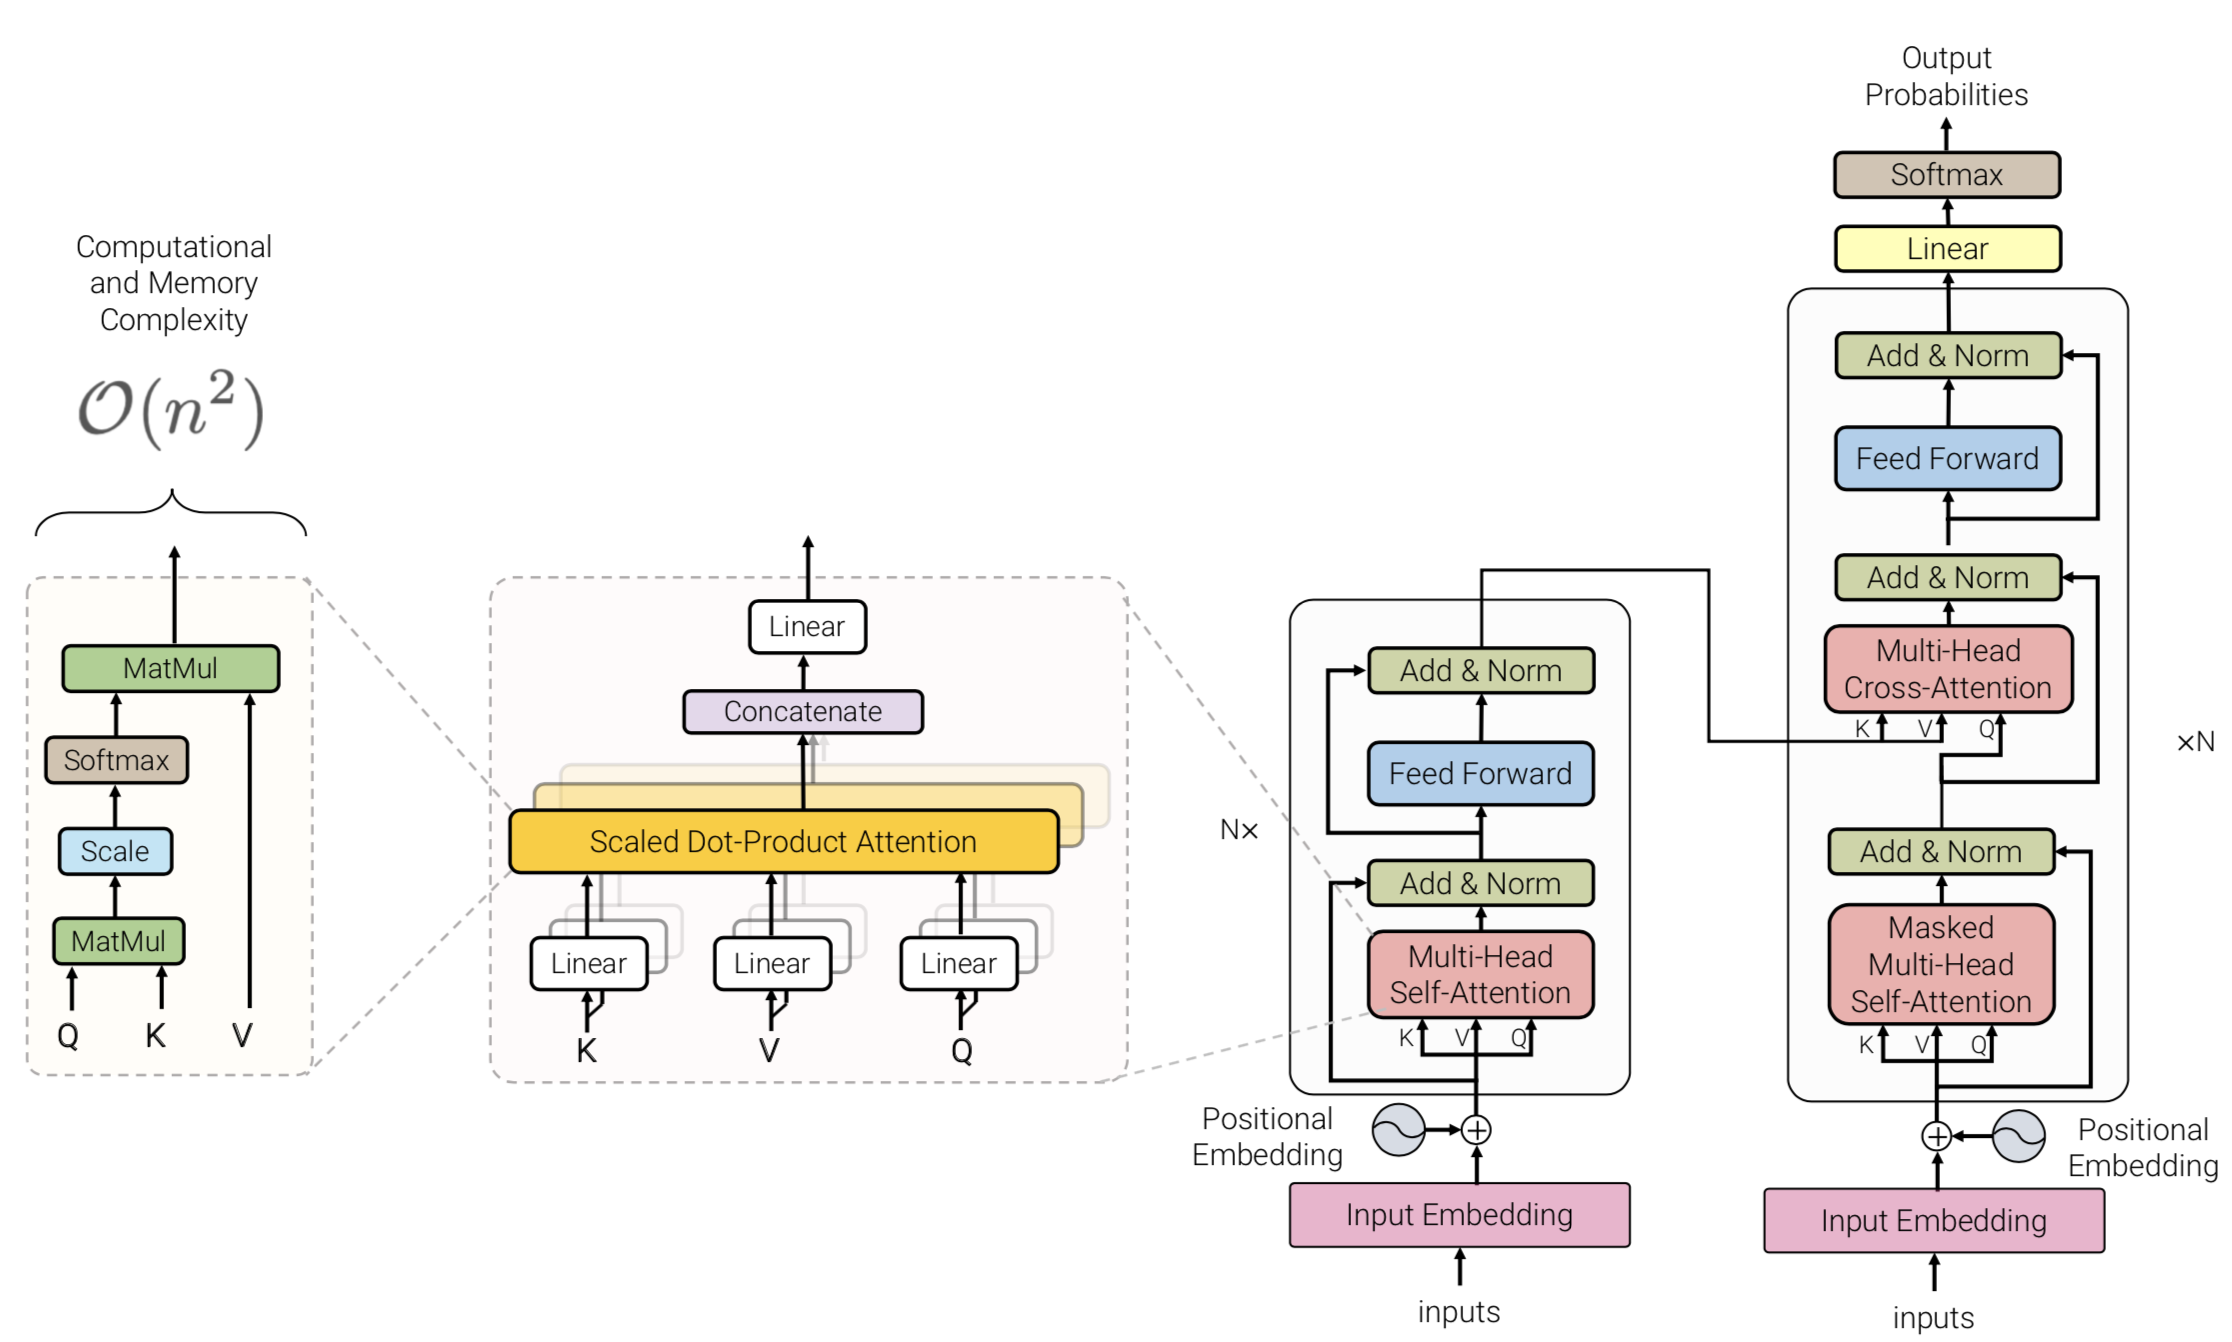 Computational
and Memory
Complexity
O(n²)
MatMul
Softmax
Scale
MatMul
Q K V
Linear
Concatenate
Scaled Dot-Product Attention
Linear Linear Linear
K V Q
N×
Add & Norm
Feed Forward
Add & Norm
Multi-Head
Self-Attention
K V Q
Positional
Embedding
Input Embedding
inputs
Output
Probabilities
Softmax
Linear
Add & Norm
Feed Forward
Add & Norm
Multi-Head
Cross-Attention
K V Q
×N
Add & Norm
Masked
Multi-Head
Self-Attention
K V Q
Positional
Embedding
Input Embedding
inputs